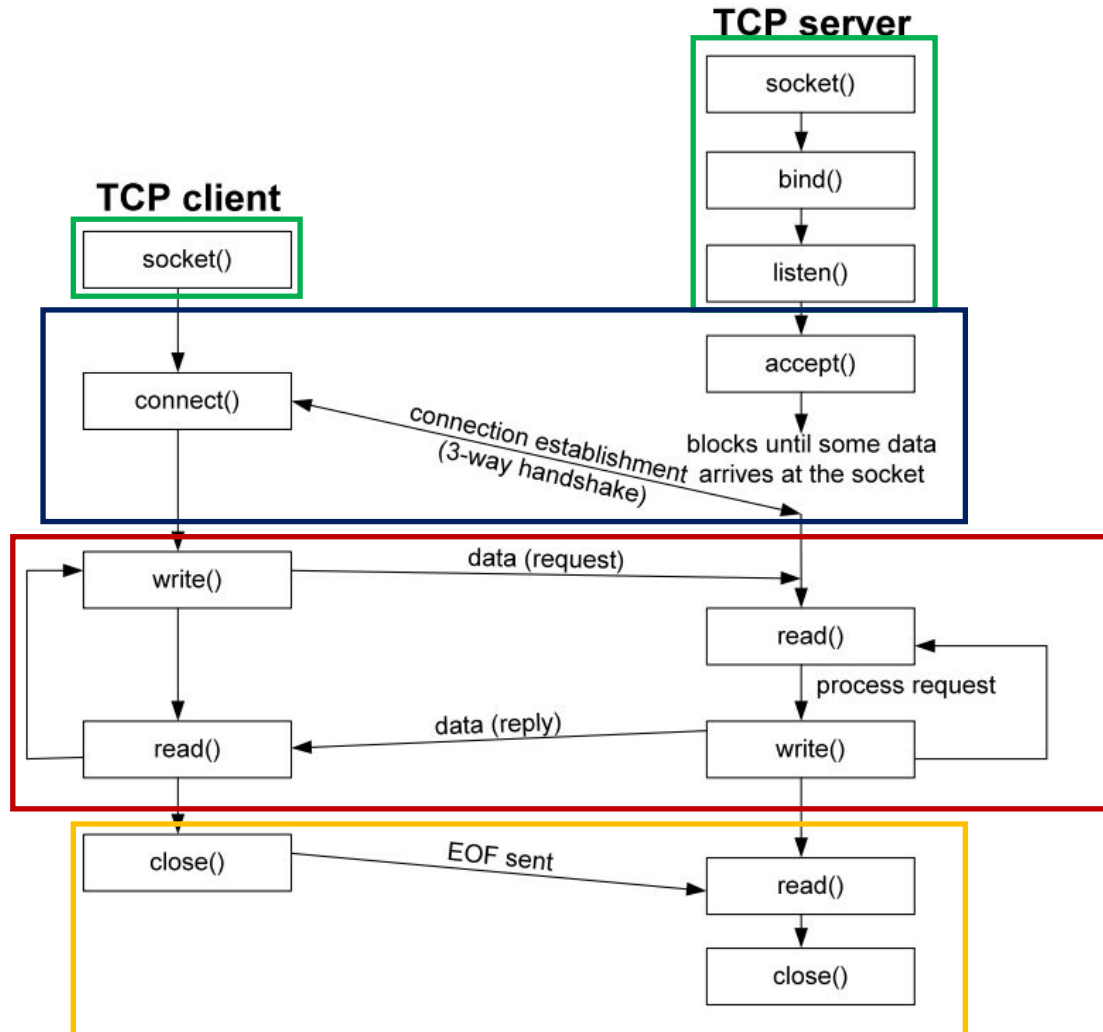 TCP server
socket()
bind()
TCP client
listen()
socket()
accept()
connect()
connection establishment
(3-way handshake)
blocks until some data
arrives at the socket
write()
data (request)
read()
process request
read()
data (reply)
write()
close()
EOF sent
read()
close()